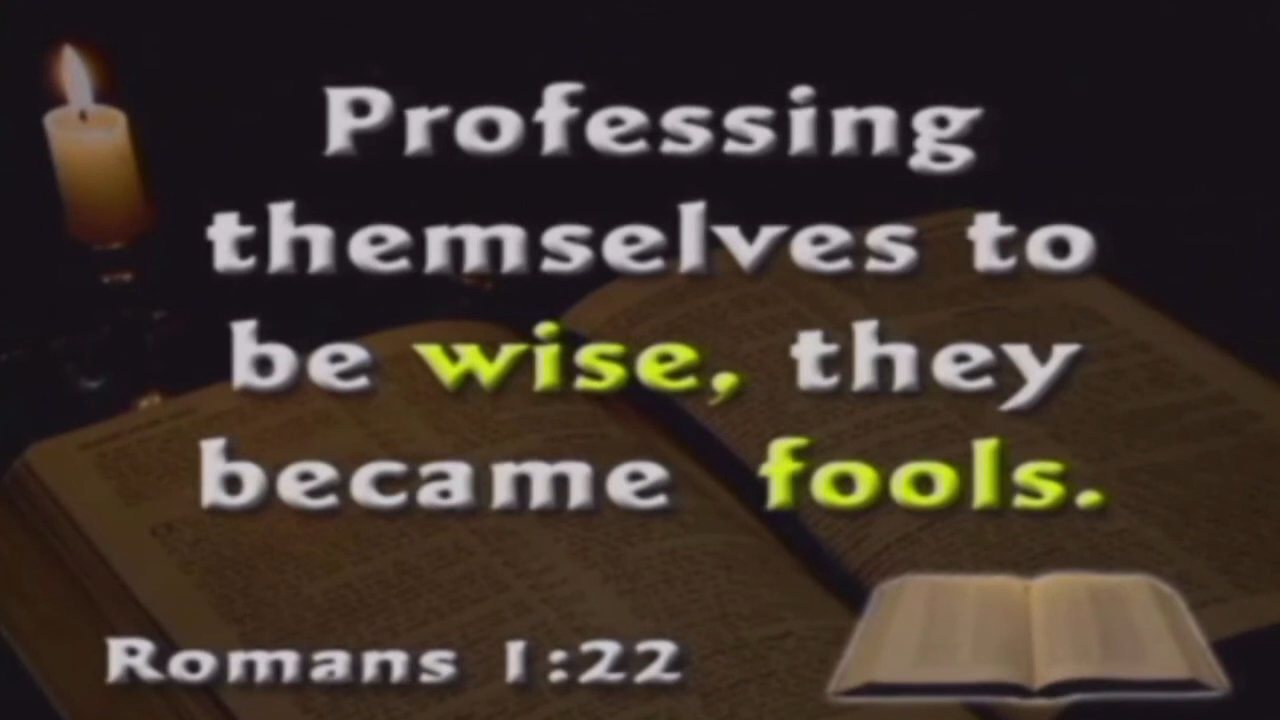 Professing
themselves to
be wise, they
became fools.
Romans 1:22